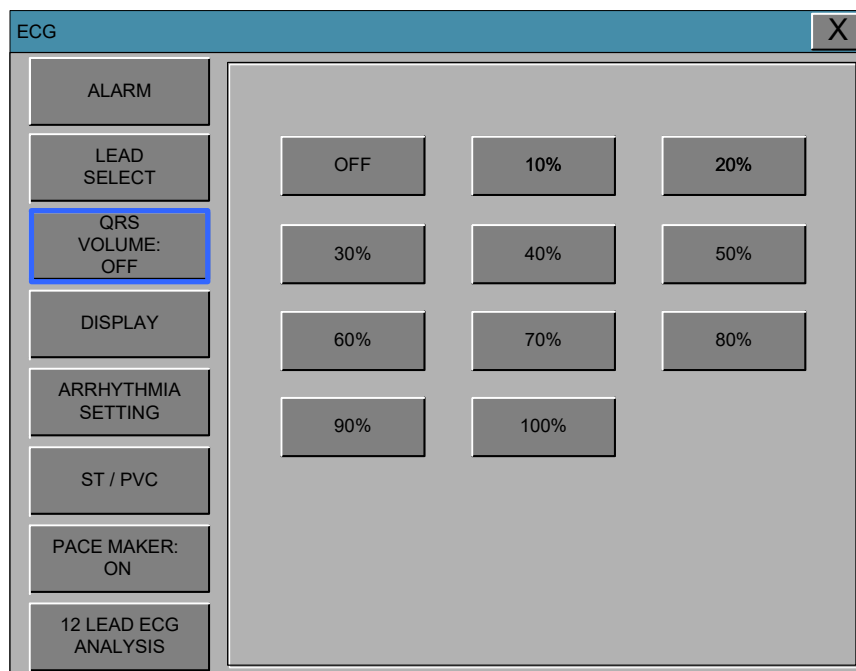 ECG
X
ALARM
LEAD
SELECT
QRS
VOLUME:
OFF
DISPLAY
ARRHYTHMIA
SETTING
ST / PVC
PACE MAKER:
ON
12 LEAD ECG
ANALYSIS
OFF
10%
20%
30%
40%
50%
60%
70%
80%
90%
100%